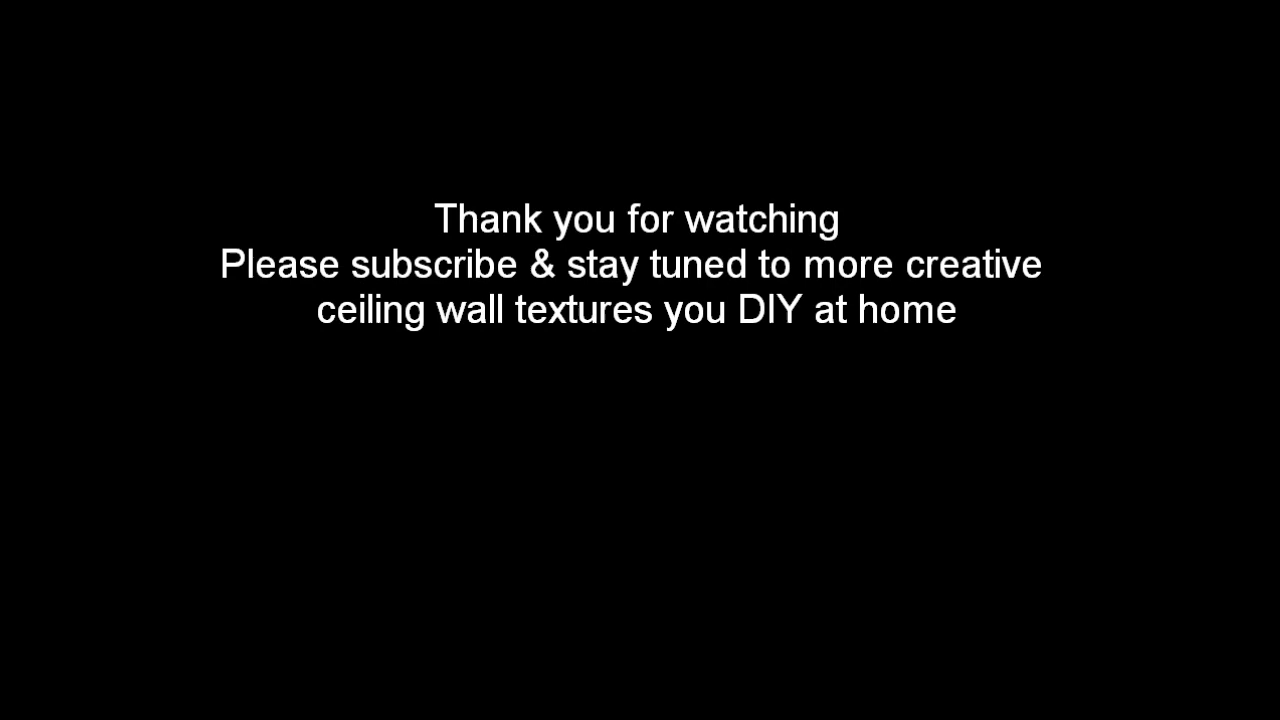 Thank you for watching
Please subscribe & stay tuned to more creative
ceiling wall textures you DIY at home